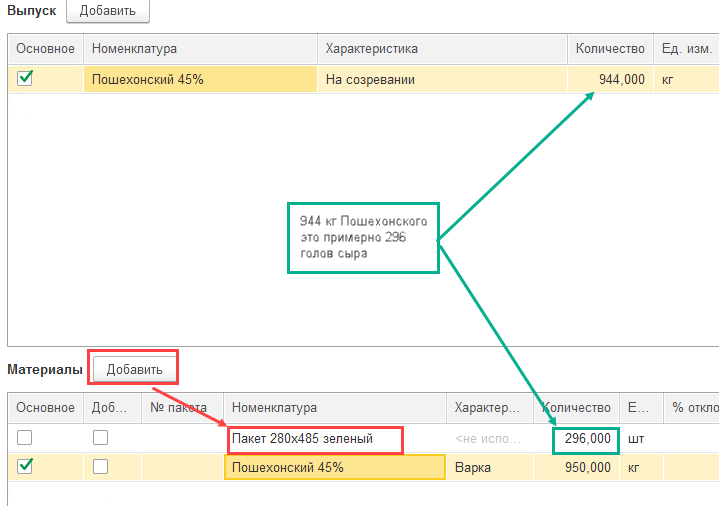 Выпуск Добавить
Основное Номенклатура Характеристика Количество Ед. изм.
Пошехонский 45% На созревании 944,000 кг
944 кг Пошехонского
это примерно 296
голов сыра
Материалы Добавить
Основное Доб... № пакета Номенклатура Характер... Количество Е... % откло
Пакет 280х485 зеленый <не испо... 296,000 шт
Пошехонский 45% Варка 950,000 кг